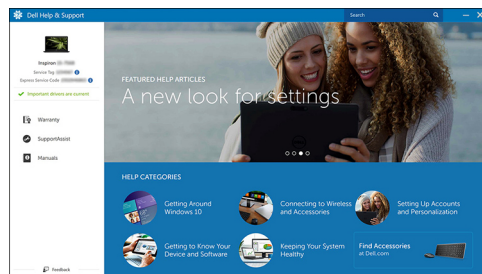 Dell Help & Support
Search
Inspiron
Service Tag:
Express Service Code:
Important drivers are current
Warranty
SupportAssist
Manuals
Feedback
FEATURED HELP ARTICLES
A new look for settings
HELP CATEGORIES
Getting Around
Windows 10
Connecting to Wireless
and Accessories
Setting Up Accounts
and Personalization
Getting to Know Your
Device and Software
Keeping Your System
Healthy
Find Accessories
at Dell.com